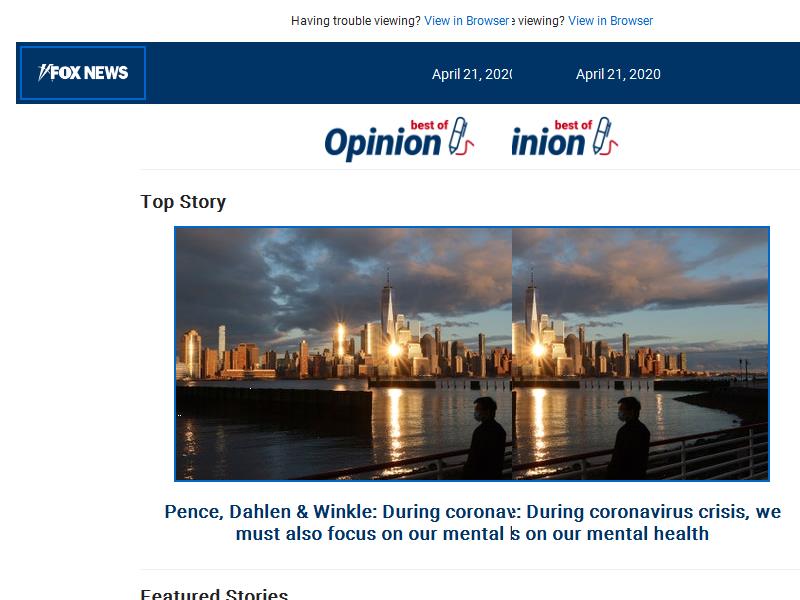 Having trouble viewing? View in Browser e viewing? View in Browser
FOX NEWS
April 21, 2020 April 21, 2020
best of best of
Opinion inion
Top Story
Pence, Dahlen & Winkle: During coronav: During coronavirus crisis, we
must also focus on our mental s on our mental health
Featured Stories